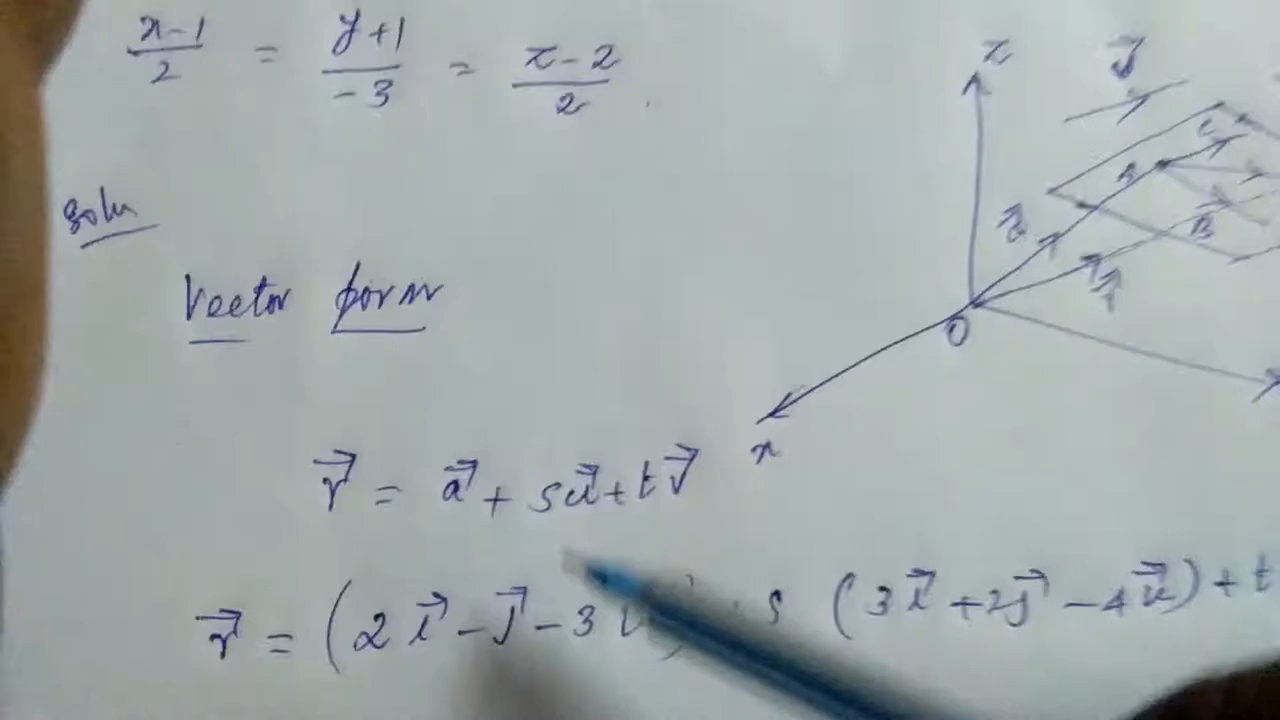 x-1/2 = y+1/-3 = z-2/2
z
v⃗
soln
Vector form
O
x
r⃗ = a⃗ + su⃗ + tv⃗
r⃗ = (2i⃗ - j⃗ - 3 ) s (3i⃗ + 2j⃗ - 4k⃗) + t